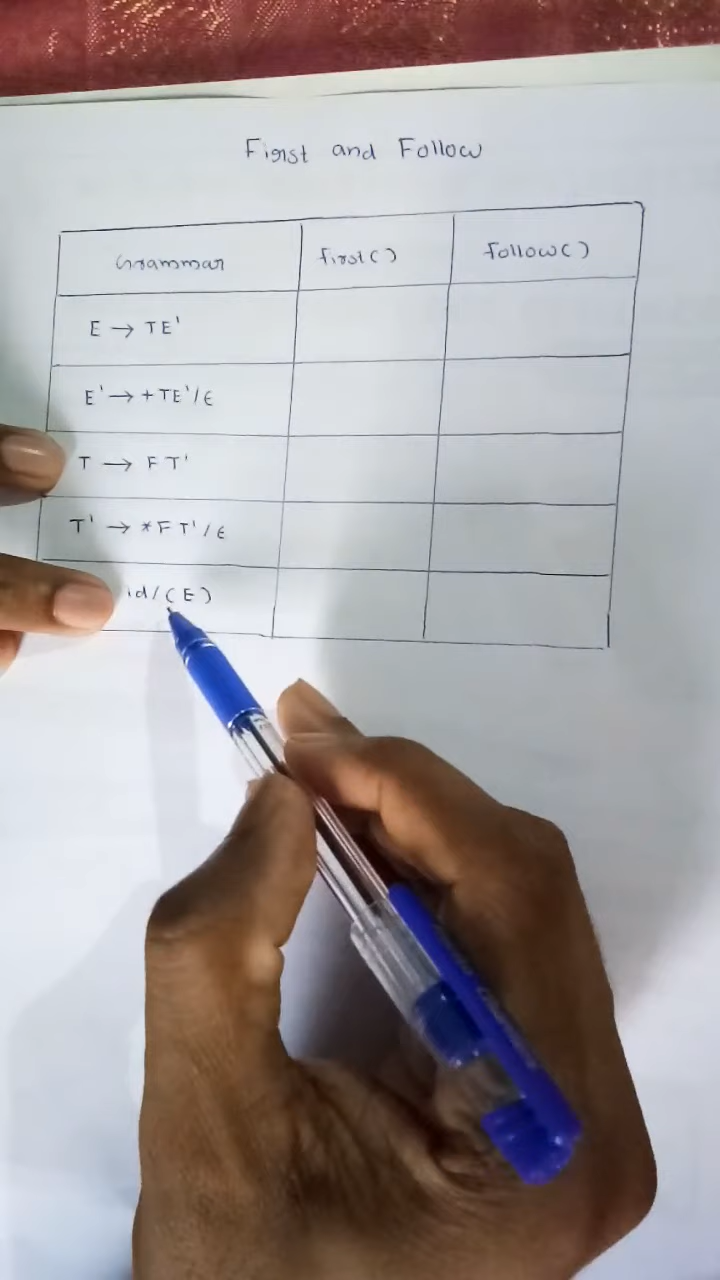 First and Follow
Grammar first() follow()
E → TE'
E' → +TE'/ε
T → FT'
T' → *FT'/ε
id/(E)